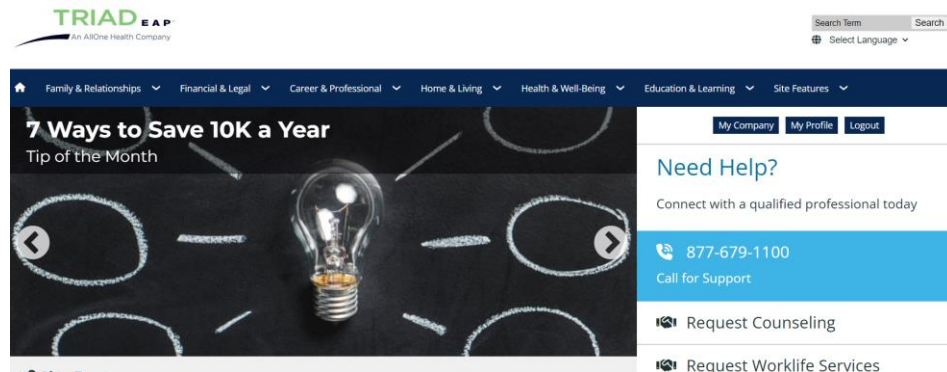 TRIAD EAP
An AllOne Health Company
Search Term Search
Select Language
Family & Relationships Financial & Legal Career & Professional Home & Living Health & Well-Being Education & Learning Site Features
7 Ways to Save 10K a Year
Tip of the Month
My Company My Profile Logout
Need Help?
Connect with a qualified professional today
877-679-1100
Call for Support
Request Counseling
Request Worklife Services